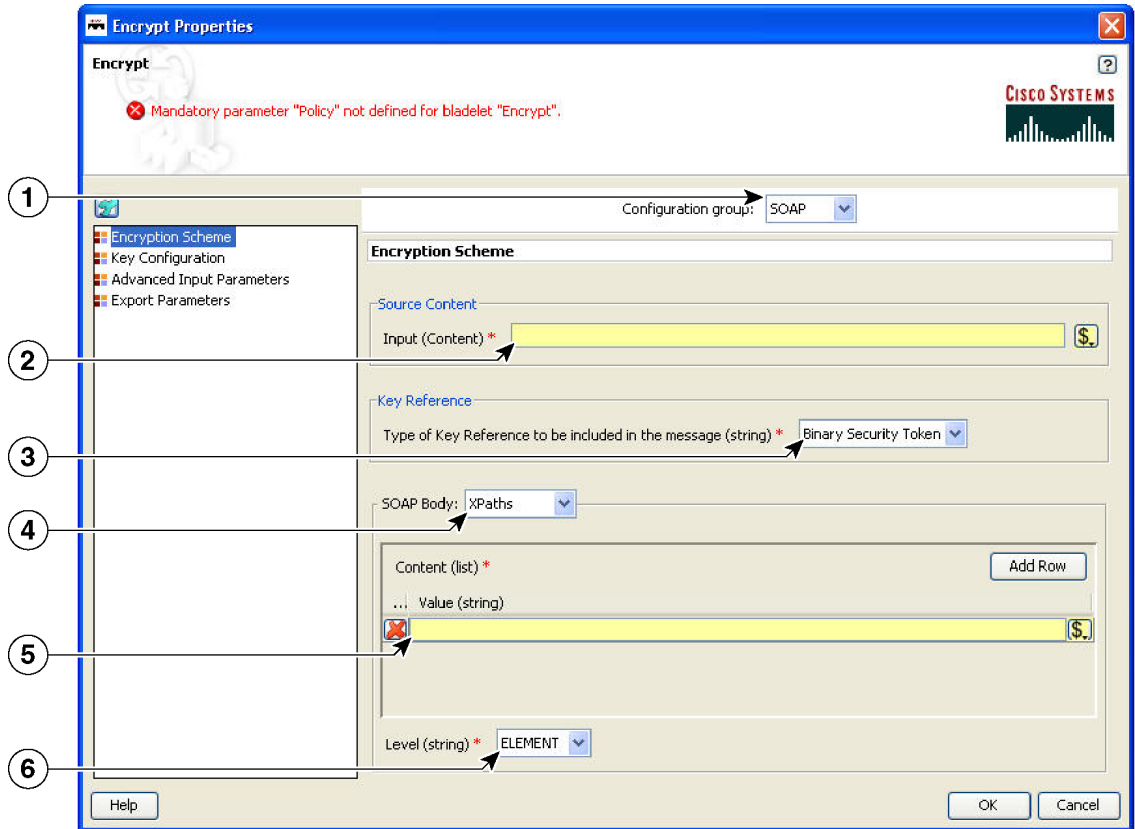 Encrypt Properties
Encrypt
?
Mandatory parameter "Policy" not defined for bladelet "Encrypt".
CISCO SYSTEMS
1
Configuration group: SOAP
Encryption Scheme
Key Configuration
Advanced Input Parameters
Export Parameters
Encryption Scheme
Source Content
Input (Content) *
$
2
Key Reference
Type of Key Reference to be included in the message (string) * Binary Security Token
3
SOAP Body: XPaths
4
Content (list) *
Add Row
... Value (string)
$
5
Level (string) * ELEMENT
6
Help
OK
Cancel